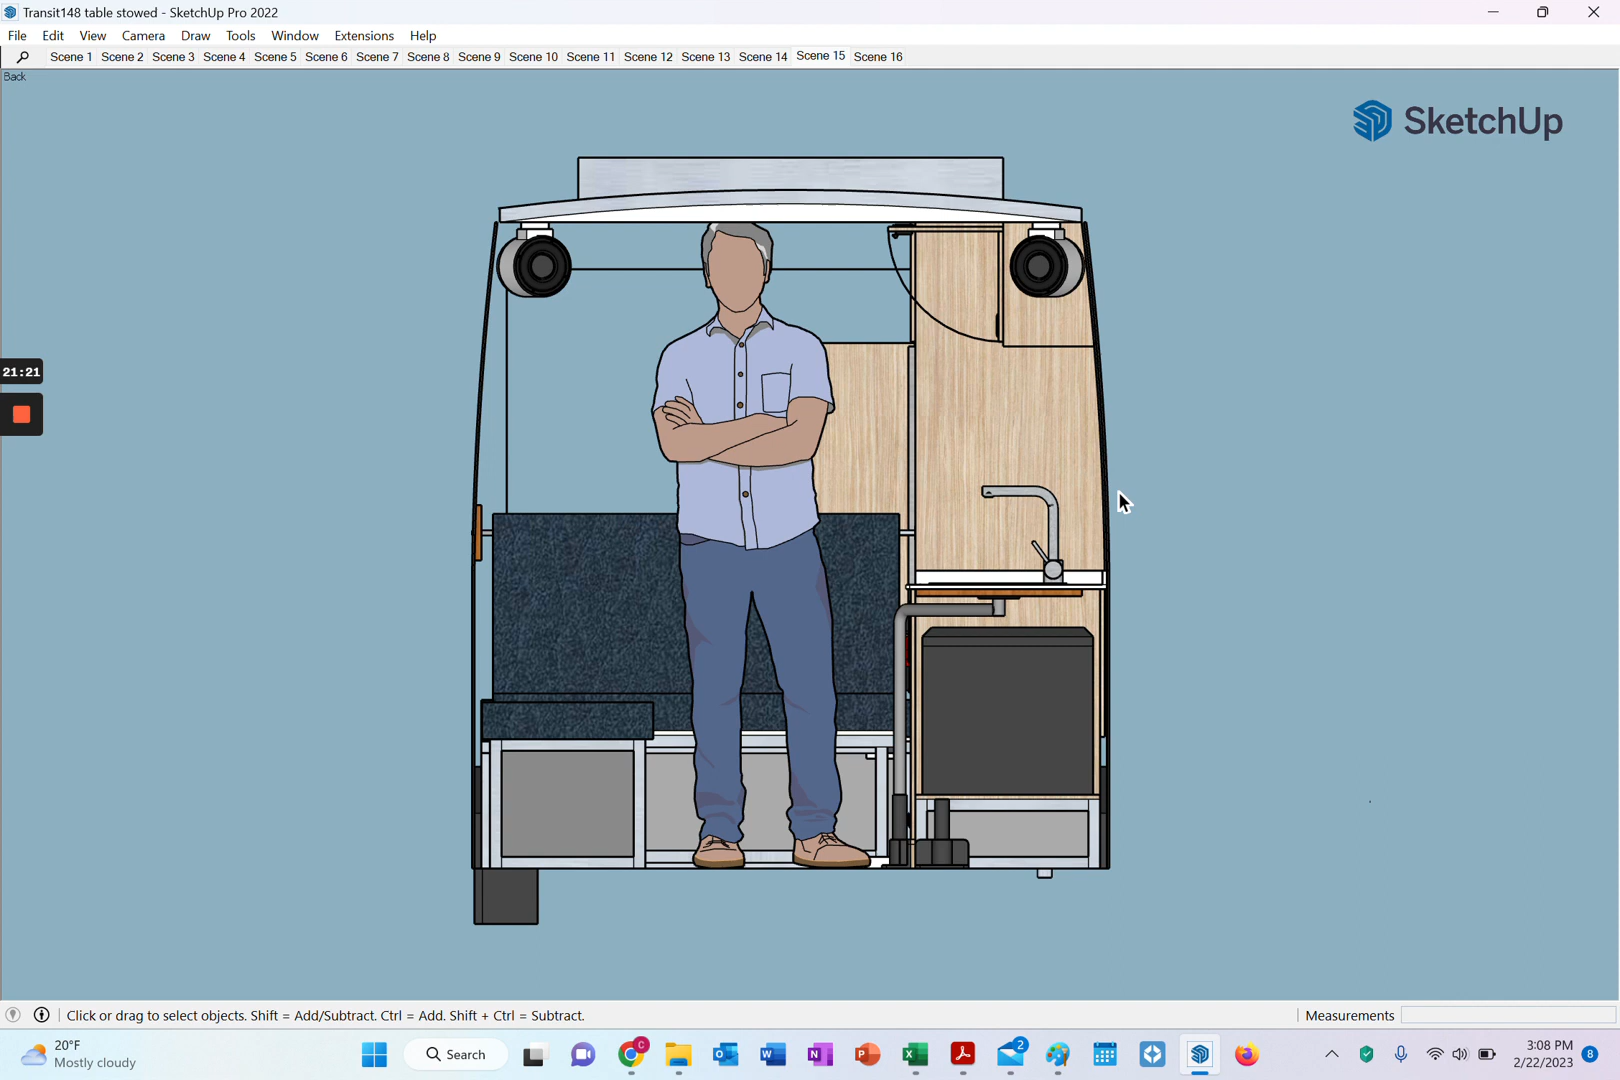 Transit148 table stowed - SketchUp Pro 2022
File Edit View Camera Draw Tools Window Extensions Help
Scene 1 Scene 2 Scene 3 Scene 4 Scene 5 Scene 6 Scene 7 Scene 8 Scene 9 Scene 10 Scene 11 Scene 12 Scene 13 Scene 14 Scene 15 Scene 16
Back
SketchUp
21:21
Click or drag to select objects. Shift = Add/Subtract. Ctrl = Add. Shift + Ctrl = Subtract.
Measurements
20°F
Mostly cloudy
Search
C
2
3:08 PM
2/22/2023
8